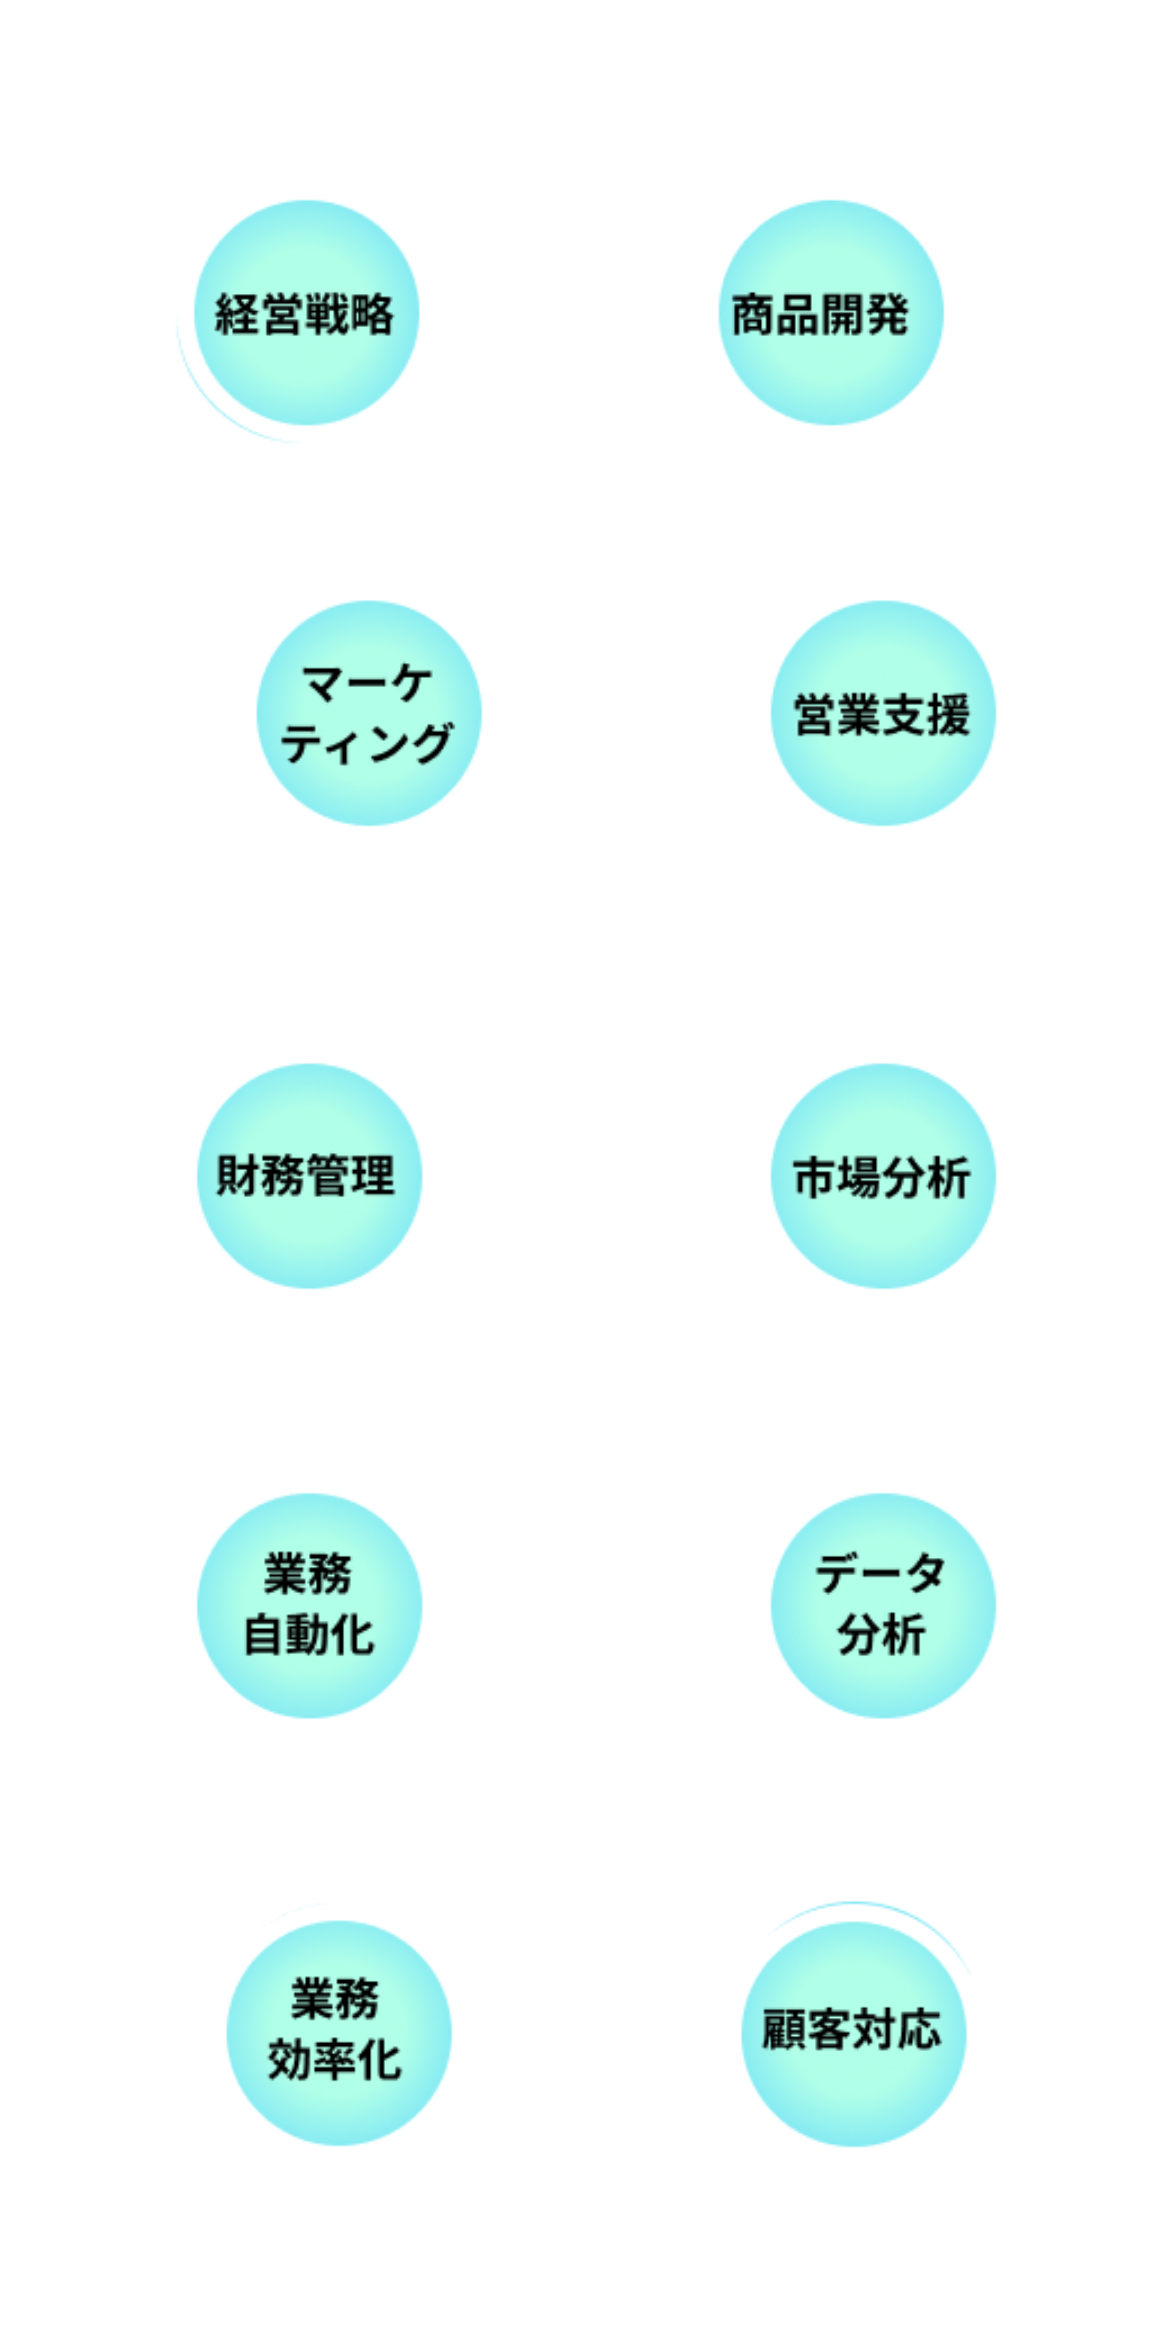 経営戦略
商品開発
マーケ
ティング
営業支援
財務管理
市場分析
業務
自動化
データ
分析
業務
効率化
顧客対応